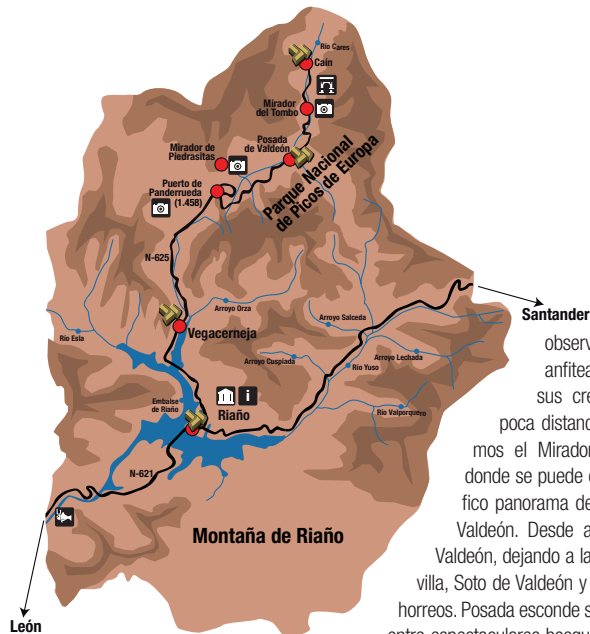 Río Cares
Caín
Mirador
del Tombo
Posada
de Valdeón
Mirador de
Piedrasitas
Puerto de
Panderrueda
(1.458)
Parque Nacional
de Picos de Europa
N-625
Vegacerneja
Arroyo Orza
Río Esla
Arroyo Salceda
Arroyo Cuspiada
Arroyo Lechada
Río Yuso
Río Valporquero
Embalse
de Riaño
i
Riaño
N-621
Montaña de Riaño
León
Santander
observ
anfitea
sus cre
poca distanc
mos el Mirador
donde se puede
fico panorama de
Valdeón. Desde a
Valdeón, dejando a la
villa, Soto de Valdeón y
horreos. Posada esconde s
entre espectaculares bosqu